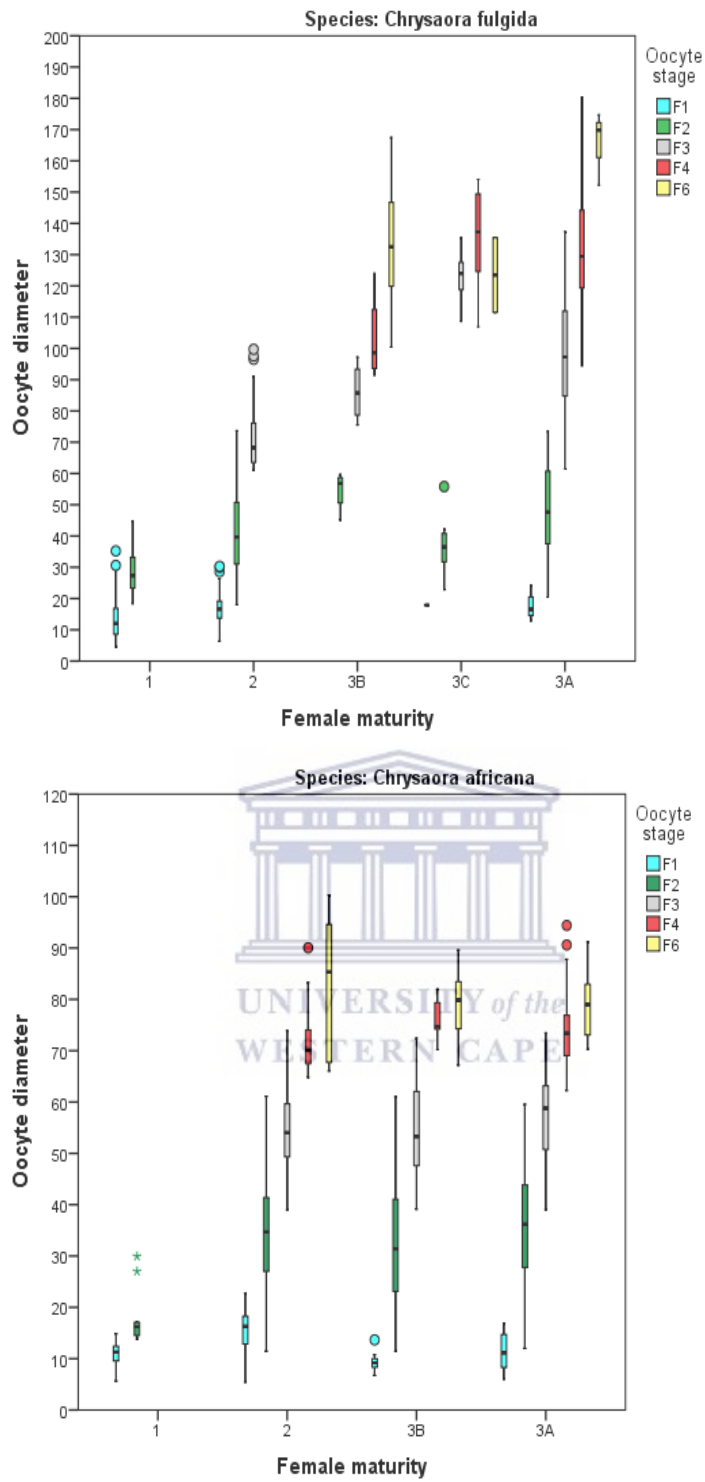 Species: Chrysaora fulgida
Oocyte
stage
F1
F2
F3
F4
F6
Oocyte diameter
200
190
180
170
160
150
140
130
120
110
100
90
80
70
60
50
40
30
20
10
0
1 2 3B 3C 3A
Female maturity
Species: Chrysaora africana
Oocyte
stage
F1
F2
F3
F4
F6
Oocyte diameter
120
110
100
90
80
70
60
50
40
30
20
10
0
UNIVERSITY of the
WESTERN CAPE
1 2 3B 3A
Female maturity